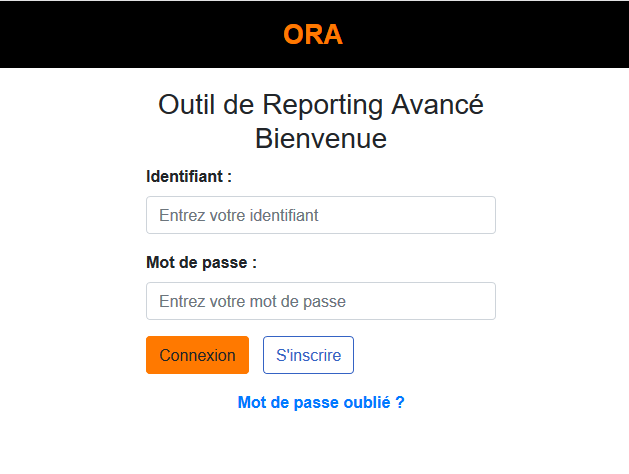 ORA
Outil de Reporting Avancé
Bienvenue
Identifiant :
Entrez votre identifiant
Mot de passe :
Entrez votre mot de passe
Connexion S'inscrire
Mot de passe oublié ?